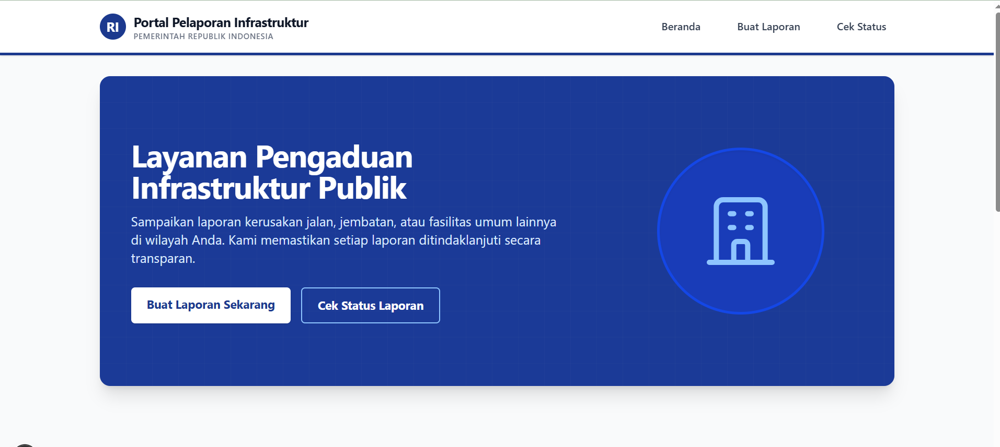 RI
Portal Pelaporan Infrastruktur
PEMERINTAH REPUBLIK INDONESIA
Beranda
Buat Laporan
Cek Status
Layanan Pengaduan
Infrastruktur Publik
Sampaikan laporan kerusakan jalan, jembatan, atau fasilitas umum lainnya
di wilayah Anda. Kami memastikan setiap laporan ditindaklanjuti secara
transparan.
Buat Laporan Sekarang
Cek Status Laporan